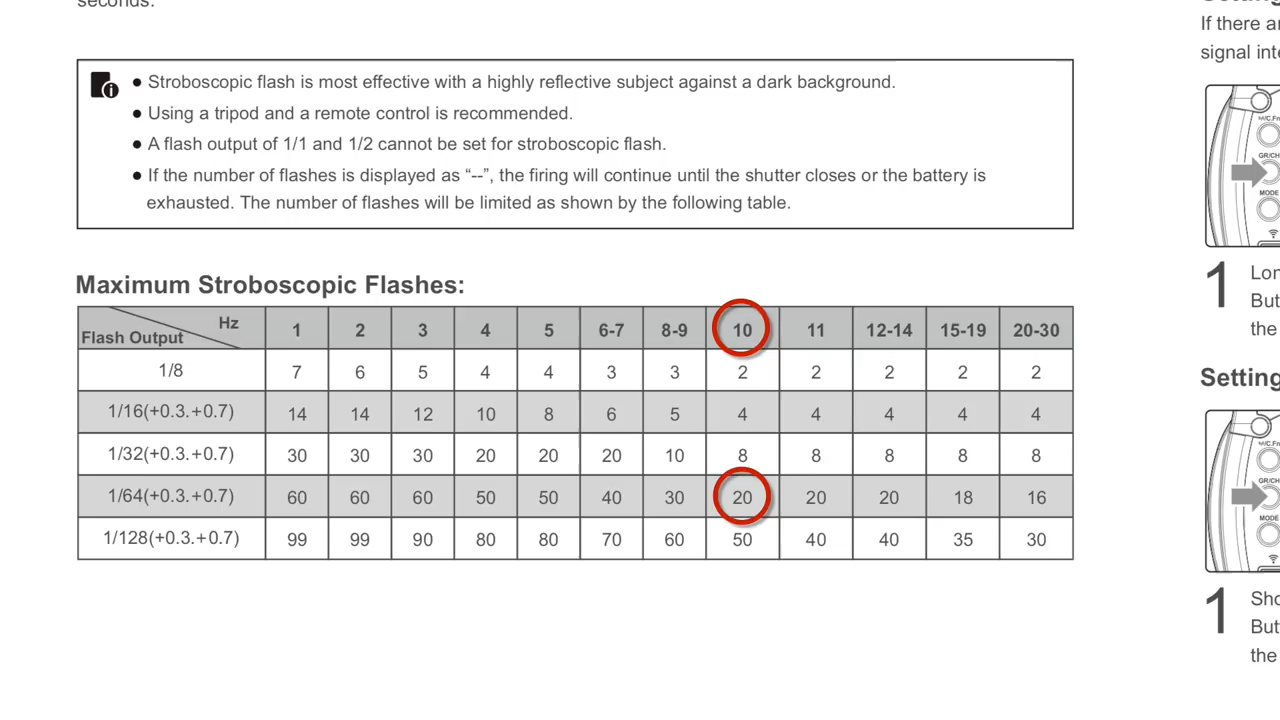 seconds.
● Stroboscopic flash is most effective with a highly reflective subject against a dark background.
● Using a tripod and a remote control is recommended.
● A flash output of 1/1 and 1/2 cannot be set for stroboscopic flash.
● If the number of flashes is displayed as “--”, the firing will continue until the shutter closes or the battery is
exhausted. The number of flashes will be limited as shown by the following table.
Maximum Stroboscopic Flashes:
Flash Output Hz 1 2 3 4 5 6-7 8-9 10 11 12-14 15-19 20-30
1/8 7 6 5 4 4 3 3 2 2 2 2 2
1/16(+0.3.+0.7) 14 14 12 10 8 6 5 4 4 4 4 4
1/32(+0.3.+0.7) 30 30 30 20 20 20 10 8 8 8 8 8
1/64(+0.3.+0.7) 60 60 60 50 50 40 30 20 20 20 18 16
1/128(+0.3.+0.7) 99 99 90 80 80 70 60 50 40 40 35 30
If there
signal
GR/CH
MODE
1
the
Setting
GR/CH
MODE
1
the